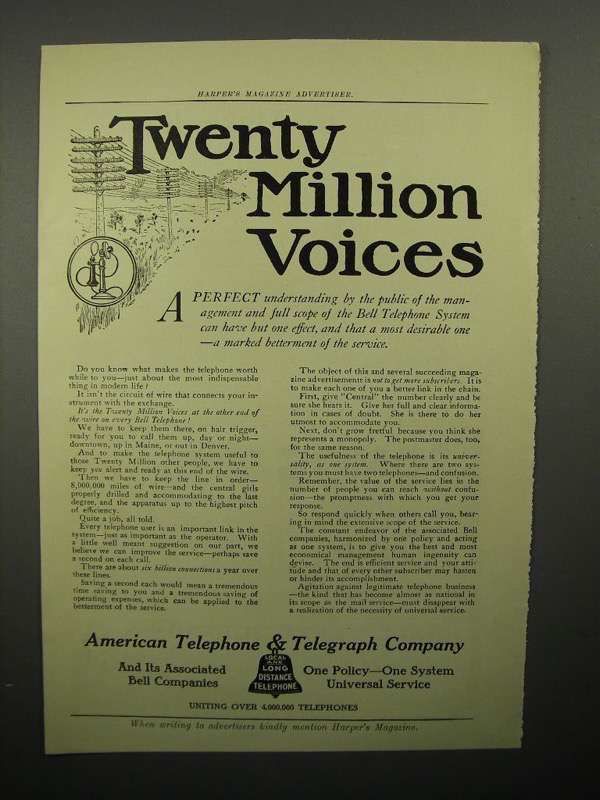 HARPER'S MAGAZINE ADVERTISER.
Twenty
Million
Voices
A PERFECT understanding by the public of the man-
agement and full scope of the Bell Telephone System
can have but one effect, and that a most desirable one
—a marked betterment of the service.
Do you know what makes the telephone worth
while to you—just about the most indispensable
thing in modern life?
It isn't the circuit of wire that connects your in-
strument with the exchange.
It's the Twenty Million Voices at the other end of
the wire on every Bell Telephone!
We have to keep them there, on hair trigger,
ready for you to call them up, day or night—
downtown, up in Maine, or out in Denver.
And to make the telephone system useful to
those Twenty Million other people, we have to
keep you alert and ready at this end of the wire.
Then we have to keep the line in order—
8,000,000 miles of wire—and the central girls
properly drilled and accommodating to the last
degree, and the apparatus up to the highest pitch
of efficiency.
Quite a job, all told.
Every telephone user is an important link in the
system—just as important as the operator. With
a little well meant suggestion on our part, we
believe we can improve the service—perhaps save
a second on each call.
There are about six billion connections a year over
these lines.
Saving a second each would mean a tremendous
time saving to you and a tremendous saving of
operating expenses, which can be applied to the
betterment of the service.
The object of this and several succeeding maga-
zine advertisements is not to get more subscribers. It is
to make each one of you a better link in the chain.
First, give "Central" the number clearly and be
sure she hears it. Give her full and clear informa-
tion in cases of doubt. She is there to do her
utmost to accommodate you.
Next, don't grow fretful because you think she
represents a monopoly. The postmaster does, too,
for the same reason.
The usefulness of the telephone is its univer-
sality, as one system. Where there are two sys-
tems you must have two telephones—and confusion.
Remember, the value of the service lies in the
number of people you can reach without confu-
sion—the promptness with which you get your
response.
So respond quickly when others call you, bear-
ing in mind the extensive scope of the service.
The constant endeavor of the associated Bell
companies, harmonized by one policy and acting
as one system, is to give you the best and most
economical management human ingenuity can
devise. The end is efficient service and your atti-
tude and that of every other subscriber may hasten
or hinder its accomplishment.
Agitation against legitimate telephone business
—the kind that has become almost as national in
its scope as the mail service—must disappear with
a realization of the necessity of universal service.
American Telephone & Telegraph Company
And Its Associated
Bell Companies
LOCAL
AND
LONG
DISTANCE
TELEPHONE
One Policy—One System
Universal Service
UNITING OVER 4,000,000 TELEPHONES
When writing to advertisers kindly mention Harper's Magazine.